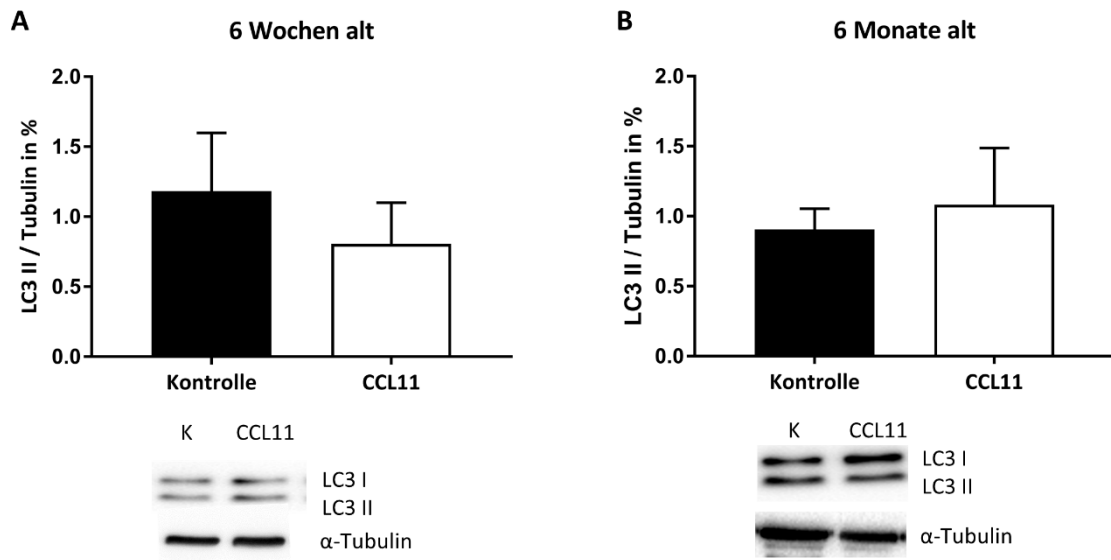 A
6 Wochen alt
LC3 II / Tubulin in %
2.0
1.5
1.0
0.5
0.0
Kontrolle CCL11
K CCL11
LC3 I
LC3 II
α-Tubulin
B
6 Monate alt
LC3 II / Tubulin in %
2.0
1.5
1.0
0.5
0.0
Kontrolle CCL11
K CCL11
LC3 I
LC3 II
α-Tubulin